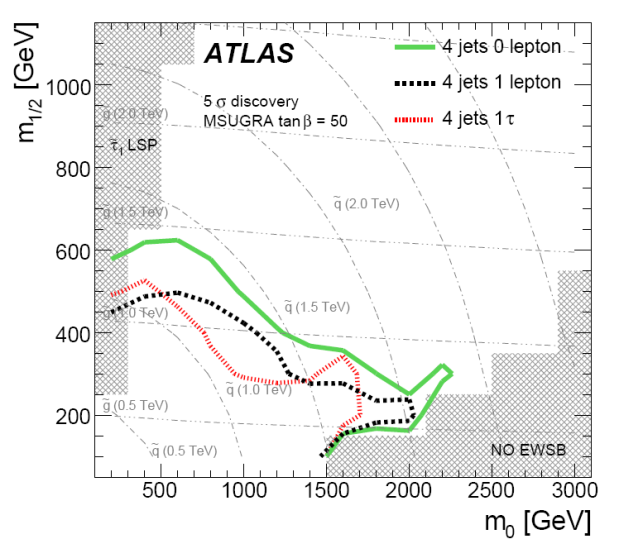 m1/2 [GeV]
1000
800
600
400
200
ATLAS
4 jets 0 lepton
4 jets 1 lepton
4 jets 1 τ
5 σ discovery
MSUGRA tan β = 50
g̃ (2.0 TeV)
τ̃1 LSP
q̃ (2.0 TeV)
g̃ (1.5 TeV)
q̃ (1.5 TeV)
g̃ (1.0 TeV)
q̃ (1.0 TeV)
g̃ (0.5 TeV)
q̃ (0.5 TeV)
NO EWSB
500 1000 1500 2000 2500 3000
m0 [GeV]